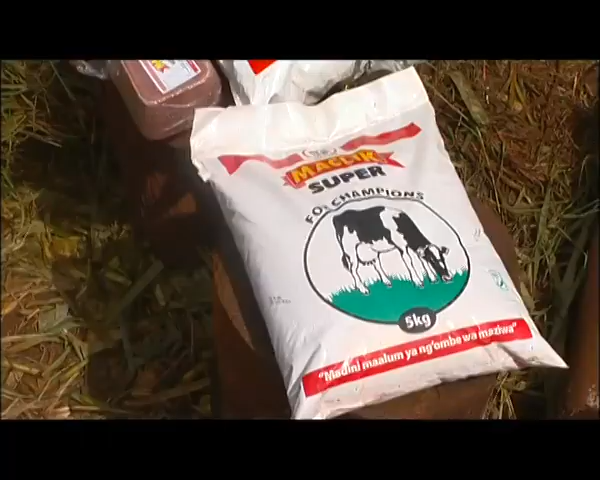 MACLIK
SUPER
FOR CHAMPIONS
5kg
"Madini maalum ya ng'ombe wa maziwa"